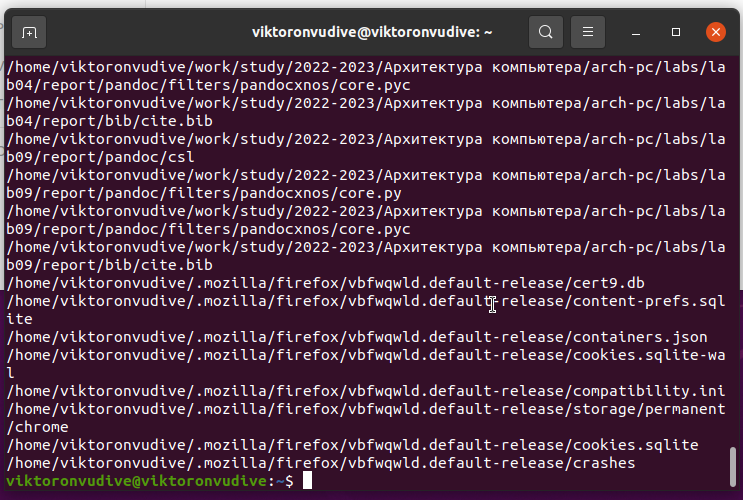 viktoronvudive@viktoronvudive: ~
/home/viktoronvudive/work/study/2022-2023/Архитектура компьютера/arch-pc/labs/la
b04/report/pandoc/filters/pandocxnos/core.pyc
/home/viktoronvudive/work/study/2022-2023/Архитектура компьютера/arch-pc/labs/la
b04/report/bib/cite.bib
/home/viktoronvudive/work/study/2022-2023/Архитектура компьютера/arch-pc/labs/la
b09/report/pandoc/csl
/home/viktoronvudive/work/study/2022-2023/Архитектура компьютера/arch-pc/labs/la
b09/report/pandoc/filters/pandocxnos/core.py
/home/viktoronvudive/work/study/2022-2023/Архитектура компьютера/arch-pc/labs/la
b09/report/pandoc/filters/pandocxnos/core.pyc
/home/viktoronvudive/work/study/2022-2023/Архитектура компьютера/arch-pc/labs/la
b09/report/bib/cite.bib
/home/viktoronvudive/.mozilla/firefox/vbfwqwld.default-release/cert9.db
/home/viktoronvudive/.mozilla/firefox/vbfwqwld.default-release/content-prefs.sql
ite
/home/viktoronvudive/.mozilla/firefox/vbfwqwld.default-release/containers.json
/home/viktoronvudive/.mozilla/firefox/vbfwqwld.default-release/cookies.sqlite-wa
l
/home/viktoronvudive/.mozilla/firefox/vbfwqwld.default-release/compatibility.ini
/home/viktoronvudive/.mozilla/firefox/vbfwqwld.default-release/storage/permanent
/chrome
/home/viktoronvudive/.mozilla/firefox/vbfwqwld.default-release/cookies.sqlite
/home/viktoronvudive/.mozilla/firefox/vbfwqwld.default-release/crashes
viktoronvudive@viktoronvudive:~$